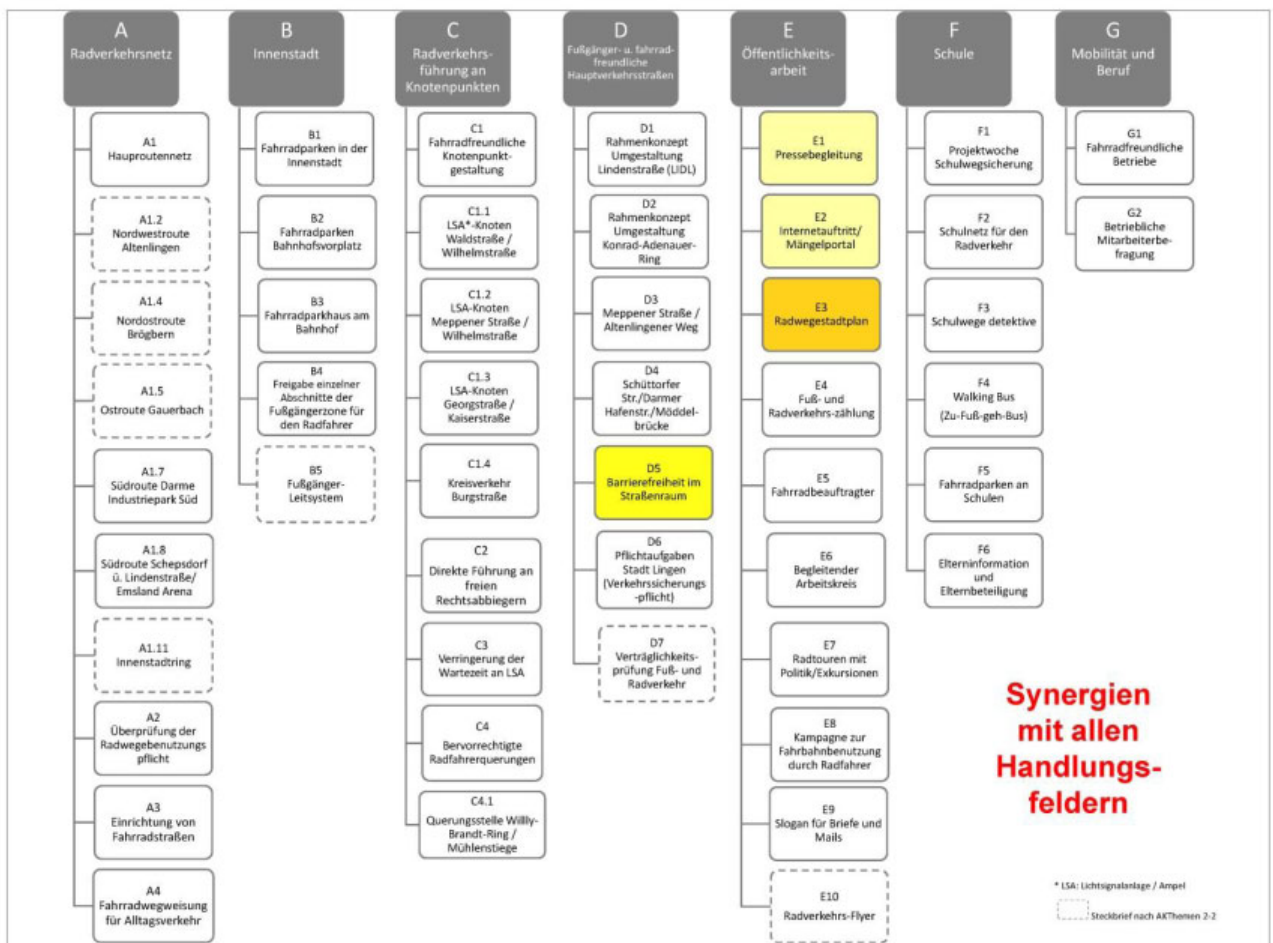 A
Radverkehrsnetz
A1
Hauproutennetz
A1.2
Nordwestroute
Altenlingen
A1.4
Nordostroute
Brögbern
A1.5
Ostroute Gauerbach
A1.7
Südroute Darme
Industriepark Süd
A1.8
Südroute Schepsdorf
ü. Lindenstraße/
Emsland Arena
A1.11
Innenstadtring
A2
Überprüfung der
Radwegebenutzungs
pflicht
A3
Einrichtung von
Fahrradstraßen
A4
Fahrradwegweisung
für Alltagsverkehr
B
Innenstadt
B1
Fahrradparken in der
Innenstadt
B2
Fahrradparken
Bahnhofsvorplatz
B3
Fahrradparkhaus am
Bahnhof
B4
Freigabe einzelner
Abschnitte der
Fußgängerzone für
den Radfahrer
B5
Fußgänger-
Leitsystem
C
Radverkehrs-
führung an
Knotenpunkten
C1
Fahrradfreundliche
Knotenpunkt-
gestaltung
C1.1
LSA*-Knoten
Waldstraße /
Wilhelmstraße
C1.2
LSA-Knoten
Meppener Straße /
Wilhelmstraße
C1.3
LSA-Knoten
Georgstraße /
Kaiserstraße
C1.4
Kreisverkehr
Burgstraße
C2
Direkte Führung an
freien
Rechtsabbiegern
C3
Verringerung der
Wartezeit an LSA
C4
Bervorrechtigte
Radfahrerquerungen
C4.1
Querungsstelle Willly-
Brandt-Ring /
Mühlenstiege
D
Fußgänger- u. fahrrad-
freundliche
Hauptverkehrsstraßen
D1
Rahmenkonzept
Umgestaltung
Lindenstraße (LIDL)
D2
Rahmenkonzept
Umgestaltung
Konrad-Adenauer-
Ring
D3
Meppener Straße /
Altenlingener Weg
D4
Schüttorfer
Str./Darmer
Hafenstr./Möddel-
brücke
D5
Barrierefreiheit im
Straßenraum
D6
Pflichtaufgaben
Stadt Lingen
(Verkehrssicherungs
-pflicht)
D7
Verträglichkeits-
prüfung Fuß- und
Radverkehr
E
Öffentlichkeits-
arbeit
E1
Pressebegleitung
E2
Internetauftritt/
Mängelportal
E3
Radwegestadtplan
E4
Fuß- und
Radverkehrs-zählung
E5
Fahrradbeauftragter
E6
Begleitender
Arbeitskreis
E7
Radtouren mit
Politik/Exkursionen
E8
Kampagne zur
Fahrbahnbenutzung
durch Radfahrer
E9
Slogan für Briefe und
Mails
E10
Radverkehrs-Flyer
F
Schule
F1
Projektwoche
Schulwegsicherung
F2
Schulnetz für den
Radverkehr
F3
Schulwege detektive
F4
Walking Bus
(Zu-Fuß-geh-Bus)
F5
Fahrradparken an
Schulen
F6
Elterninformation
und
Elternbeteiligung
G
Mobilität und
Beruf
G1
Fahrradfreundliche
Betriebe
G2
Betriebliche
Mitarbeiterbe-
fragung
Synergien
mit allen
Handlungs-
feldern
* LSA: Lichtsignalanlage / Ampel
Steckbrief nach AKThemen 2-2